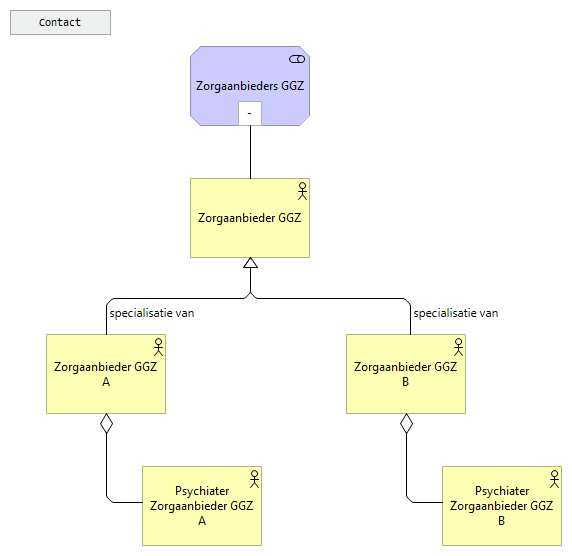 Contact
Zorgaanbieders GGZ
-
Zorgaanbieder GGZ
specialisatie van
specialisatie van
Zorgaanbieder GGZ
A
Zorgaanbieder GGZ
B
Psychiater
Zorgaanbieder GGZ
A
Psychiater
Zorgaanbieder GGZ
B